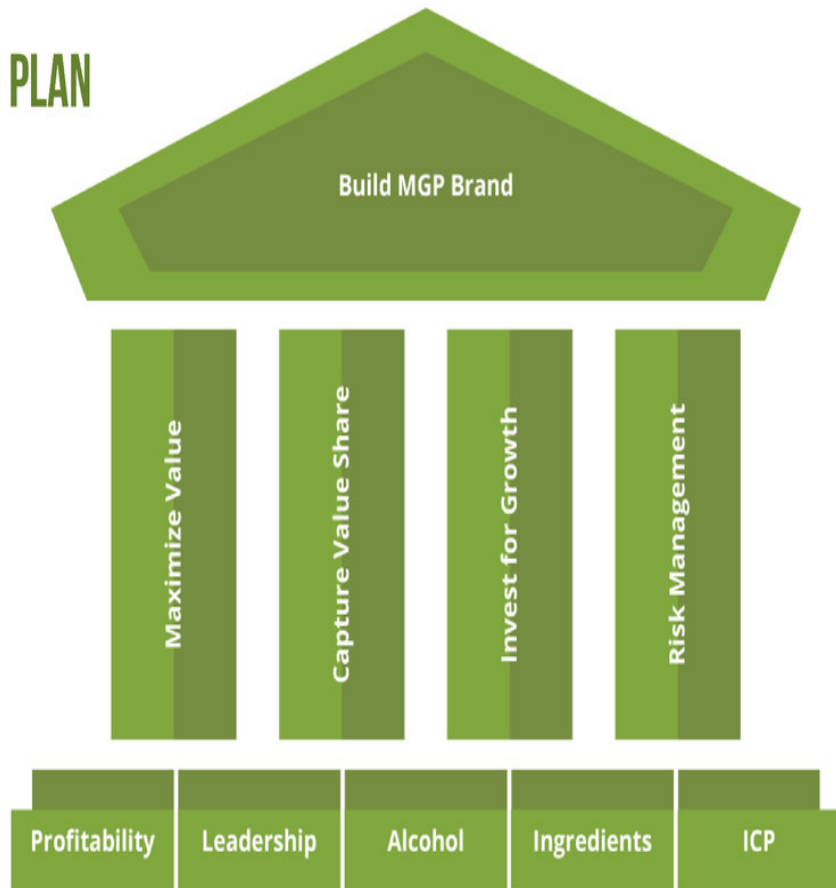 PLAN
Build MGP Brand
Maximize Value
Capture Value Share
Invest for Growth
Risk Management
Profitability
Leadership
Alcohol
Ingredients
ICP